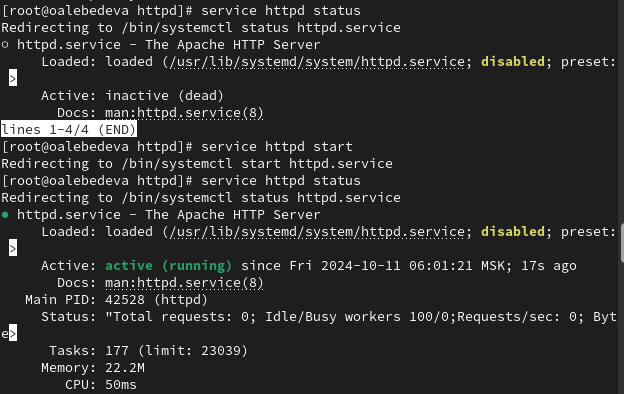 [root@oalebedeva httpd]# service httpd status
Redirecting to /bin/systemctl status httpd.service
○ httpd.service - The Apache HTTP Server
     Loaded: loaded (/usr/lib/systemd/system/httpd.service; disabled; preset:
 >
     Active: inactive (dead)
       Docs: man:httpd.service(8)
lines 1-4/4 (END)
[root@oalebedeva httpd]# service httpd start
Redirecting to /bin/systemctl start httpd.service
[root@oalebedeva httpd]# service httpd status
Redirecting to /bin/systemctl status httpd.service
● httpd.service - The Apache HTTP Server
     Loaded: loaded (/usr/lib/systemd/system/httpd.service; disabled; preset:
 >
     Active: active (running) since Fri 2024-10-11 06:01:21 MSK; 17s ago
       Docs: man:httpd.service(8)
   Main PID: 42528 (httpd)
     Status: "Total requests: 0; Idle/Busy workers 100/0;Requests/sec: 0; Byt
e>
      Tasks: 177 (limit: 23039)
     Memory: 22.2M
        CPU: 50ms